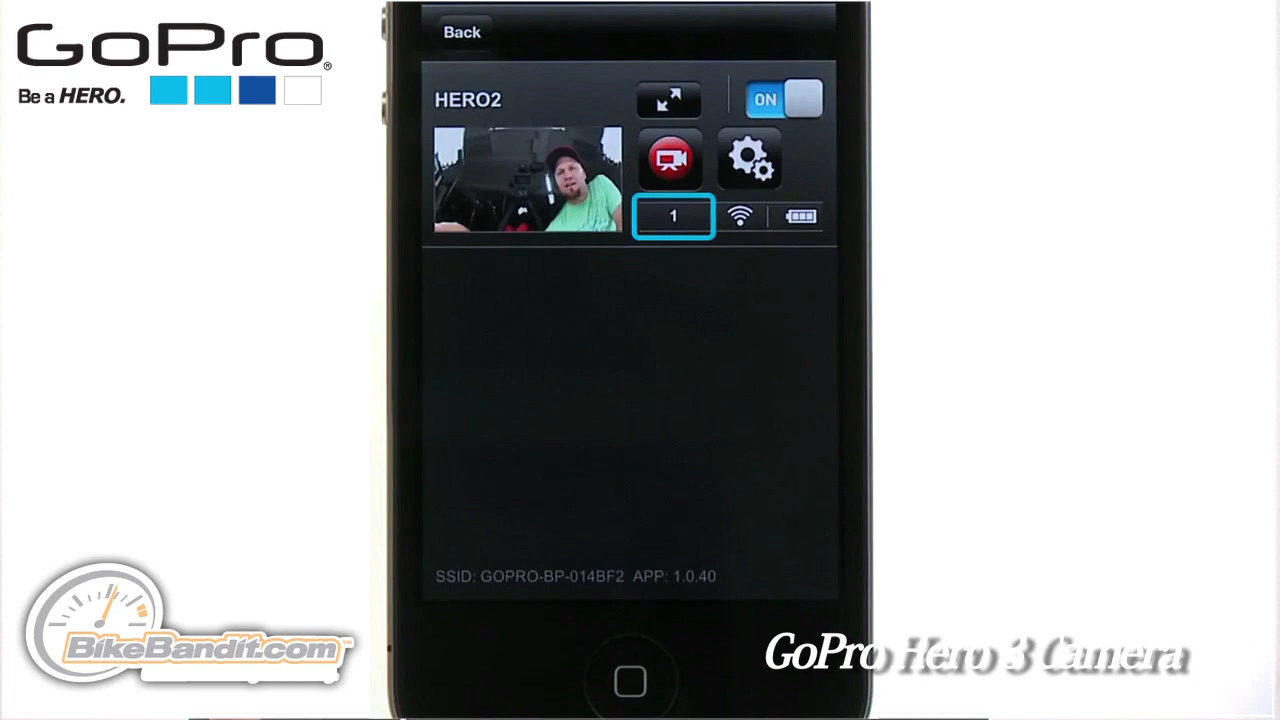 GoPro®
Be a HERO.
Back
HERO2
ON
1
SSID: GOPRO-BP-014BF2 APP: 1.0.40
BikeBandit.com
GoPro Hero 3 Camera